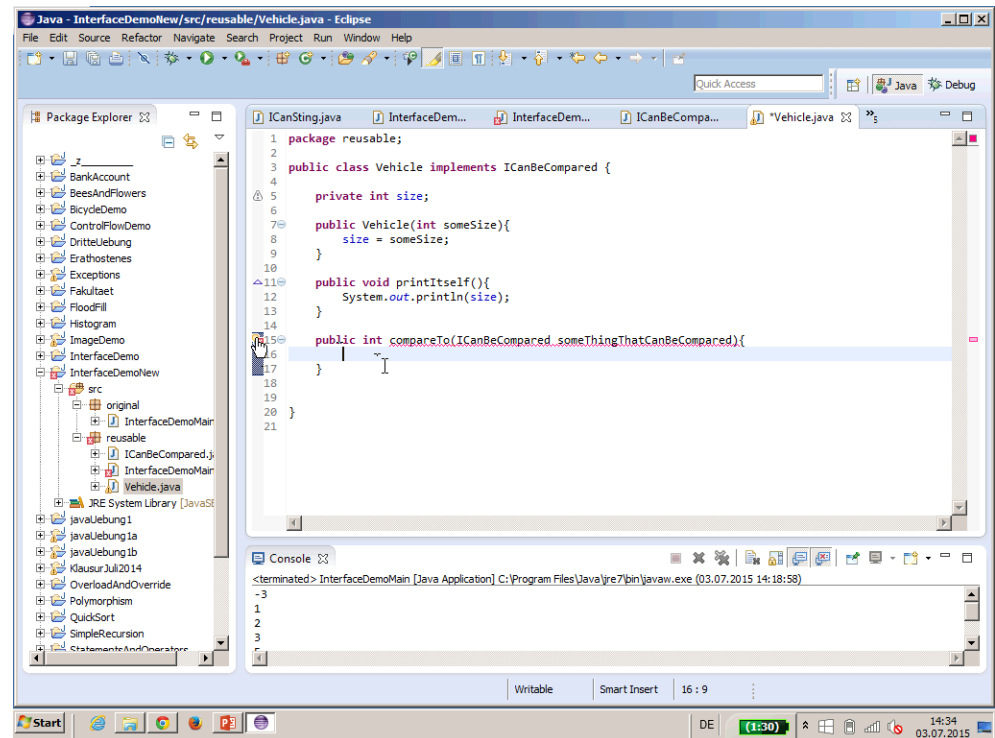 Java - InterfaceDemoNew/src/reusable/Vehicle.java - Eclipse
File Edit Source Refactor Navigate Search Project Run Window Help
Quick Access
Java
Debug
Package Explorer
ICanSting.java InterfaceDem... InterfaceDem... ICanBeCompa... *Vehicle.java »5
_z_________
BankAccount
BeesAndFlowers
BicycleDemo
ControlFlowDemo
DritteUebung
Erathostenes
Exceptions
Fakultaet
FloodFill
Histogram
ImageDemo
InterfaceDemo
InterfaceDemoNew
src
original
InterfaceDemoMain
reusable
ICanBeCompared.j
InterfaceDemoMain
Vehicle.java
JRE System Library [JavaSE
javaUebung1
javaUebung1a
javaUebung1b
KlausurJuli2014
OverloadAndOverride
Polymorphism
QuickSort
SimpleRecursion
StatementsAndOperators
1 package reusable;
2
3 public class Vehicle implements ICanBeCompared {
4
5 private int size;
6
7 public Vehicle(int someSize){
8 size = someSize;
9 }
10
11 public void printItself(){
12 System.out.println(size);
13 }
14
15 public int compareTo(ICanBeCompared someThingThatCanBeCompared){
16
17 }
18
19
20 }
21
Console
<terminated> InterfaceDemoMain [Java Application] C:\Program Files\Java\jre7\bin\javaw.exe (03.07.2015 14:18:58)
-3
1
2
3
Writable Smart Insert 16 : 9
Start
DE (1:30) 14:34
03.07.2015